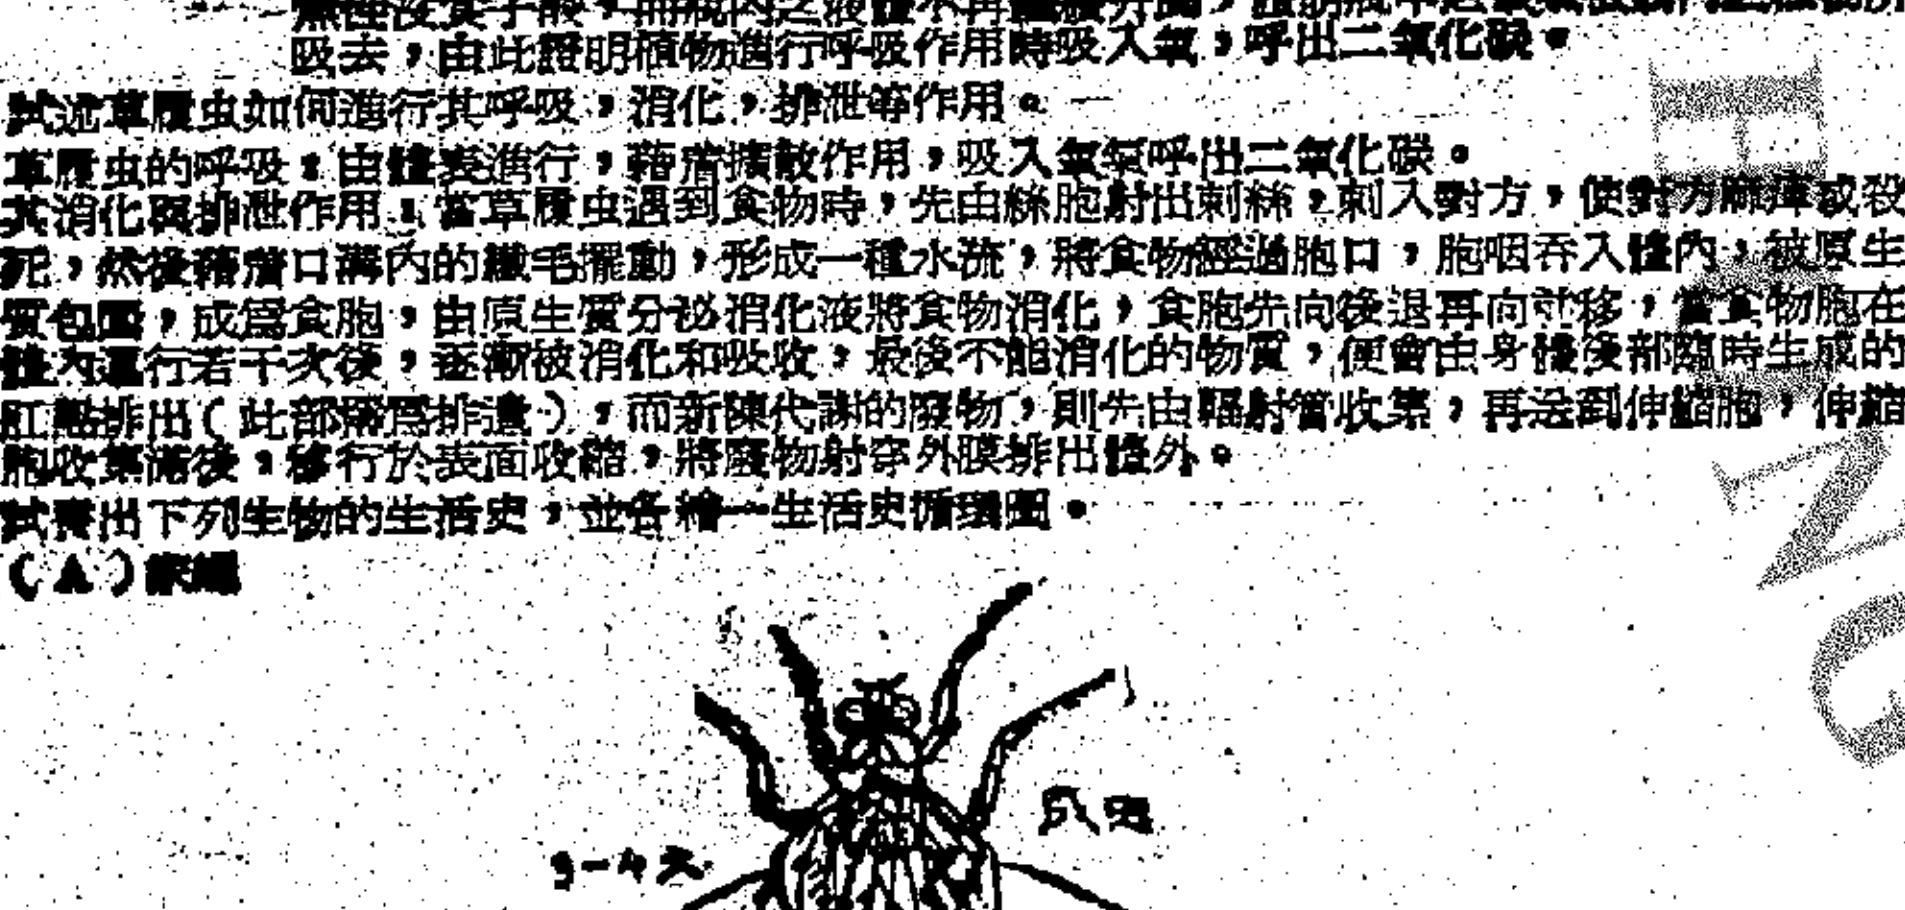 吸去，由此證明植物進行呼吸作用時吸入氧，呼出二氧化碳。
試述草履虫如何進行其呼吸，消化，排泄等作用。
草履虫的呼吸：由體表進行，藉着擴散作用，吸入氧氣呼出二氧化碳。
其消化與排泄作用：當草履虫遇到食物時，先由絲胞射出刺絲，刺入對方，使對方麻痺或殺
死，然後藉着口溝內的纖毛擺動，形成一種水流，將食物經過胞口，胞咽吞入體內，被原生
質包圍，成爲食胞，由原生質分泌消化液將食物消化，食胞先向後退再向前移，當食物胞在
體內運行若干次後，逐漸被消化和吸收，最後不能消化的物質，便會由身體後部臨時生成的
肛點排出（此部稱爲排遺），而新陳代謝的廢物，則先由輻射管收集，再送到伸縮胞，伸縮
胞收集滿後，移行於表面收縮，將廢物射穿外膜排出體外。
試寫出下列生物的生活史，並各繪一生活史循環圖。
（A）家蠅
成虫
3-4天